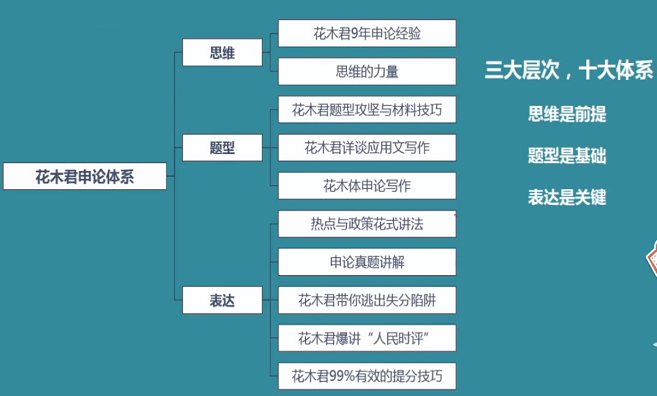 花木君申论体系
思维
花木君9年申论经验
思维的力量
题型
花木君题型攻坚与材料技巧
花木君详谈应用文写作
花木体申论写作
表达
热点与政策花式讲法
申论真题讲解
花木君带你逃出失分陷阱
花木君爆讲“人民时评”
花木君99%有效的提分技巧
三大层次，十大体系
思维是前提
题型是基础
表达是关键